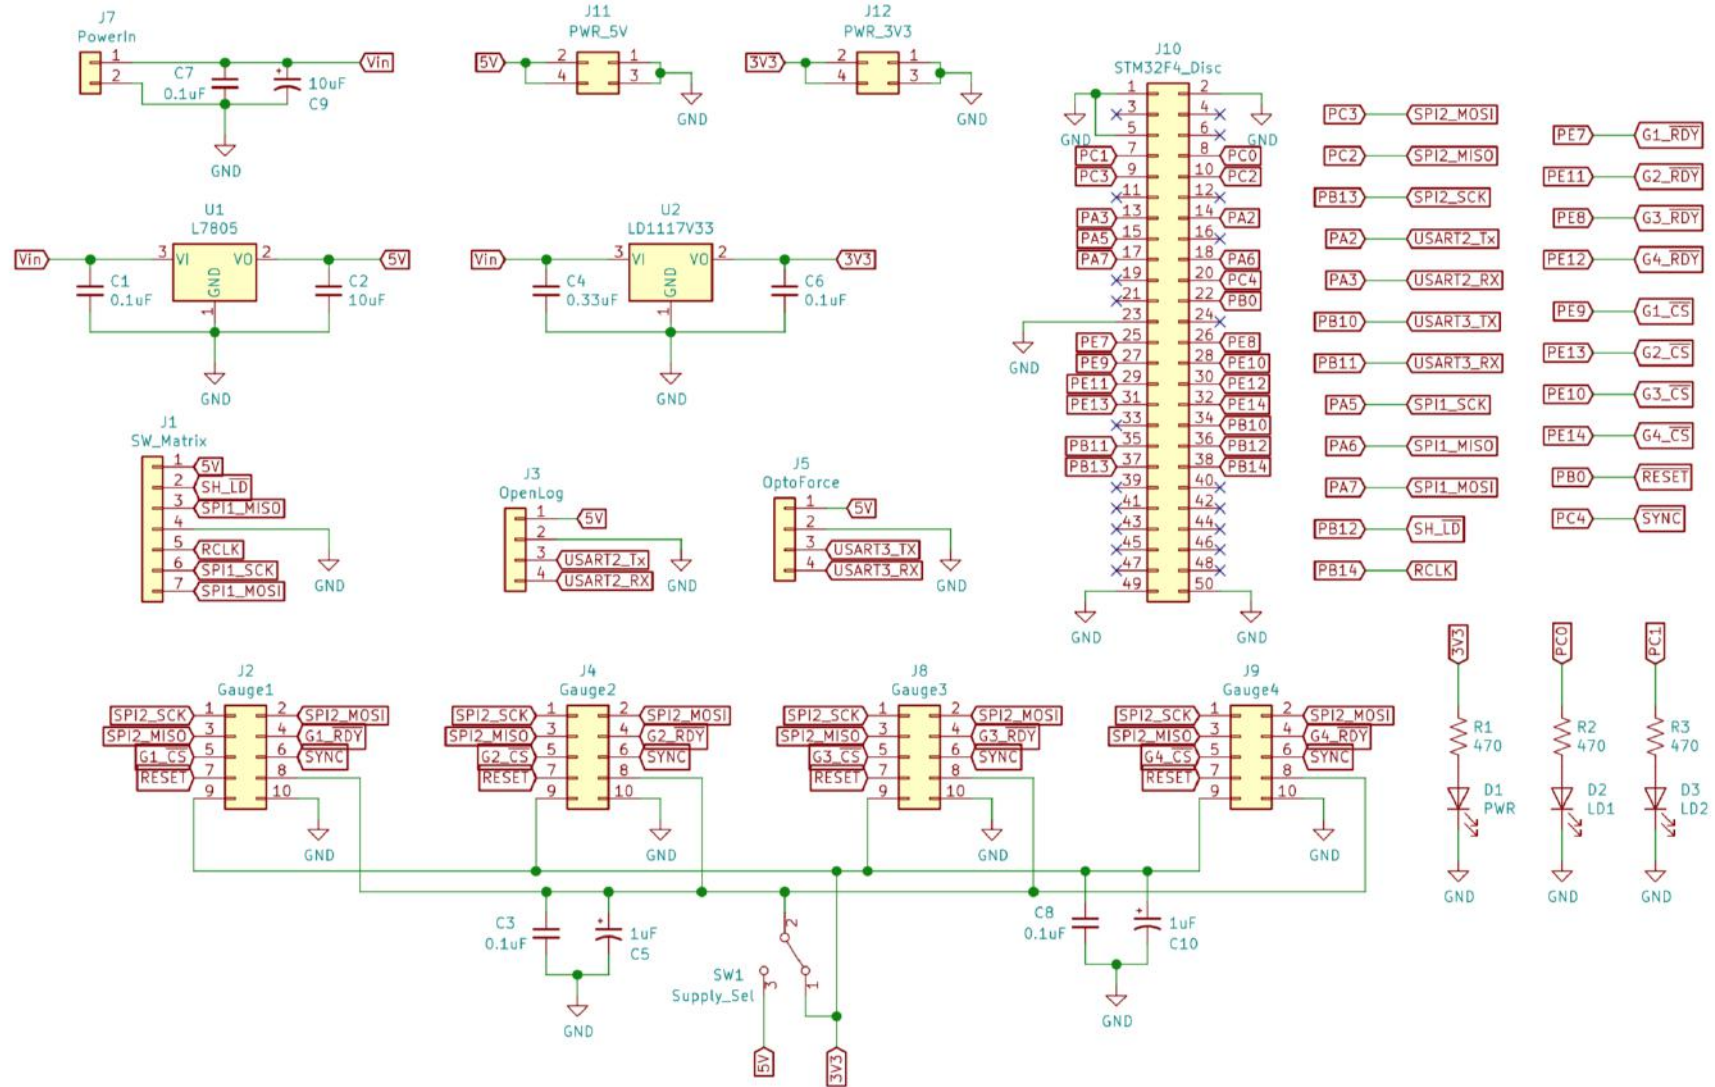 J7
PowerIn
1
2
C7
0.1uF
+
10uF
C9
Vin
GND
J11
PWR_5V
5V
2
4
1
3
GND
J12
PWR_3V3
3V3
2
4
1
3
GND
U1
L7805
Vin
3
VI
VO
2
GND
1
5V
C1
0.1uF
C2
10uF
GND
U2
LD1117V33
Vin
3
VI
VO
2
GND
1
3V3
C4
0.33uF
C6
0.1uF
GND
J10
STM32F4_Disc
1 2
GND GND
3 4
5 6
PC1 7 8 PC0
PC3 9 10 PC2
11 12
PA3 13 14 PA2
PA5 15 16
PA7 17 18 PA6
19 20 PC4
21 22 PB0
23 24
GND
PE7 25 26 PE8
PE9 27 28 PE10
PE11 29 30 PE12
PE13 31 32 PE14
33 34 PB10
PB11 35 36 PB12
PB13 37 38 PB14
39 40
41 42
43 44
45 46
47 48
49 50
GND GND
PC3 SPI2_MOSI
PC2 SPI2_MISO
PB13 SPI2_SCK
PA2 USART2_Tx
PA3 USART2_RX
PB10 USART3_TX
PB11 USART3_RX
PA5 SPI1_SCK
PA6 SPI1_MISO
PA7 SPI1_MOSI
PB12 SH_LD
PB14 RCLK
PE7 G1_RDY
PE11 G2_RDY
PE8 G3_RDY
PE12 G4_RDY
PE9 G1_CS
PE13 G2_CS
PE10 G3_CS
PE14 G4_CS
PB0 RESET
PC4 SYNC
J1
SW_Matrix
1 5V
2 SH_LD
3 SPI1_MISO
4
5 RCLK
6 SPI1_SCK
7 SPI1_MOSI
GND
J3
OpenLog
1 5V
2
3 USART2_Tx
4 USART2_RX
GND
J5
OptoForce
1 5V
2
3 USART3_TX
4 USART3_RX
GND
J2
Gauge1
SPI2_SCK 1 2 SPI2_MOSI
SPI2_MISO 3 4 G1_RDY
G1_CS 5 6 SYNC
RESET 7 8
9 10
GND
J4
Gauge2
SPI2_SCK 1 2 SPI2_MOSI
SPI2_MISO 3 4 G2_RDY
G2_CS 5 6 SYNC
RESET 7 8
9 10
GND
J8
Gauge3
SPI2_SCK 1 2 SPI2_MOSI
SPI2_MISO 3 4 G3_RDY
G3_CS 5 6 SYNC
RESET 7 8
9 10
GND
J9
Gauge4
SPI2_SCK 1 2 SPI2_MOSI
SPI2_MISO 3 4 G4_RDY
G4_CS 5 6 SYNC
RESET 7 8
9 10
GND
3V3
R1
470
D1
PWR
GND
PC0
R2
470
D2
LD1
GND
PC1
R3
470
D3
LD2
GND
C3
0.1uF
+
1uF
C5
GND
2
3
1
SW1
Supply_Sel
5V
3V3
C8
0.1uF
+
1uF
C10
GND